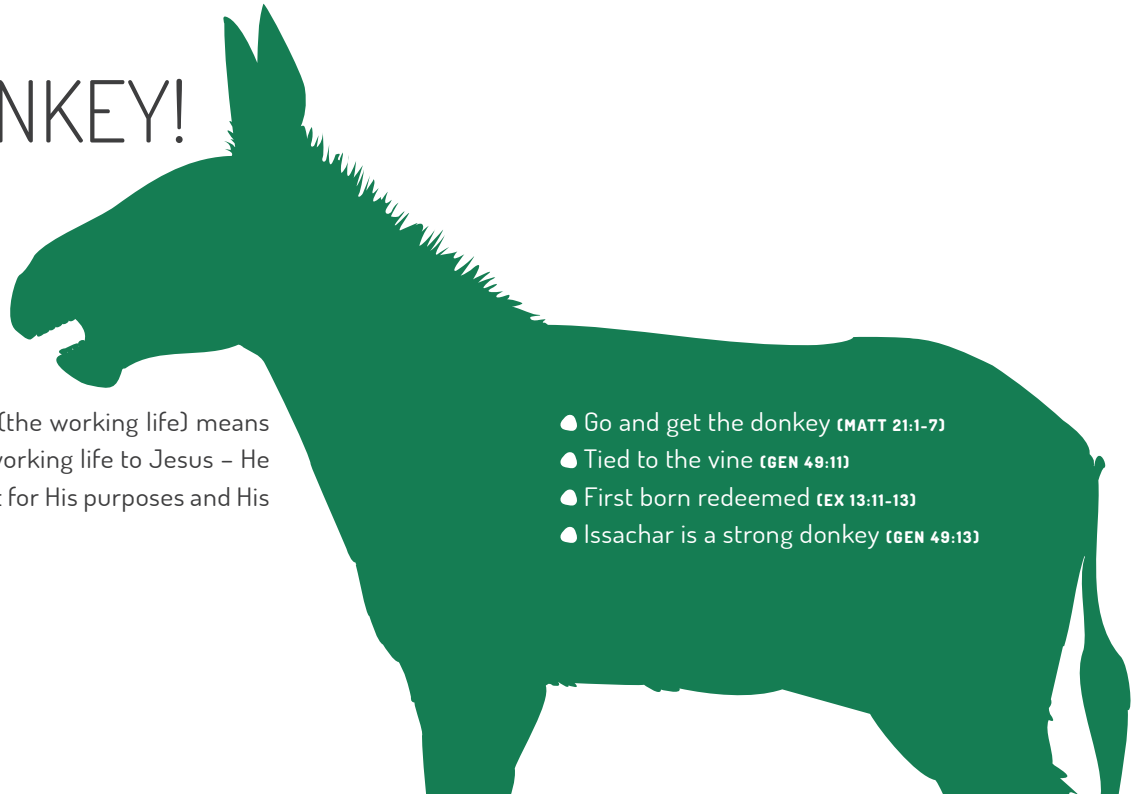 NKEY!
(the working life) means
working life to Jesus – He
for His purposes and His
Go and get the donkey (MATT 21:1-7)
Tied to the vine (GEN 49:11)
First born redeemed (EX 13:11-13)
Issachar is a strong donkey (GEN 49:13)